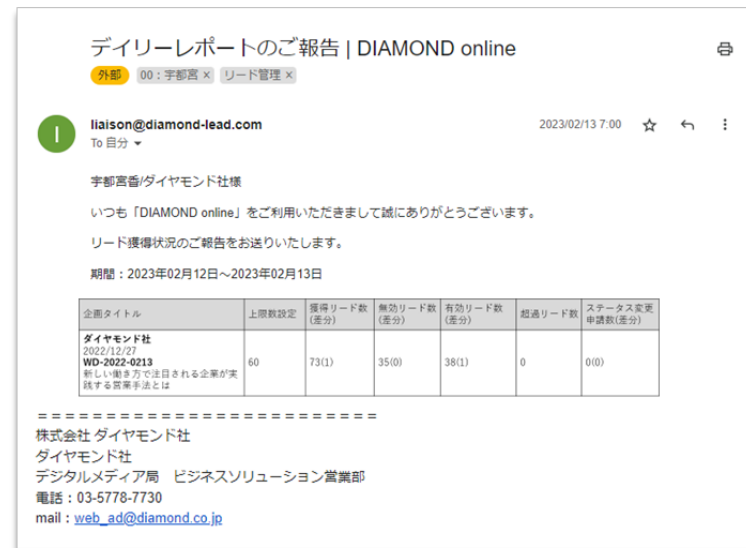 デイリーレポートのご報告 | DIAMOND online
外部 00：宇都宮 × リード管理 ×
I
liaison@diamond-lead.com 2023/02/13 7:00
To 自分
宇都宮香/ダイヤモンド社様
いつも「DIAMOND online」をご利用いただきまして誠にありがとうございます。
リード獲得状況のご報告をお送りいたします。
期間：2023年02月12日～2023年02月13日
企画タイトル 上限数設定 獲得リード数(差分) 無効リード数(差分) 有効リード数(差分) 超過リード数 ステータス変更申請数(差分)
ダイヤモンド社
2022/12/27
WD-2022-0213
新しい働き方で注目される企業が実
践する営業手法とは
60 73(1) 35(0) 38(1) 0 0(0)
＝＝＝＝＝＝＝＝＝＝＝＝＝＝＝＝＝＝＝＝＝＝＝＝＝
株式会社 ダイヤモンド社
ダイヤモンド社
デジタルメディア局　ビジネスソリューション営業部
電話：03-5778-7730
mail：web_ad@diamond.co.jp